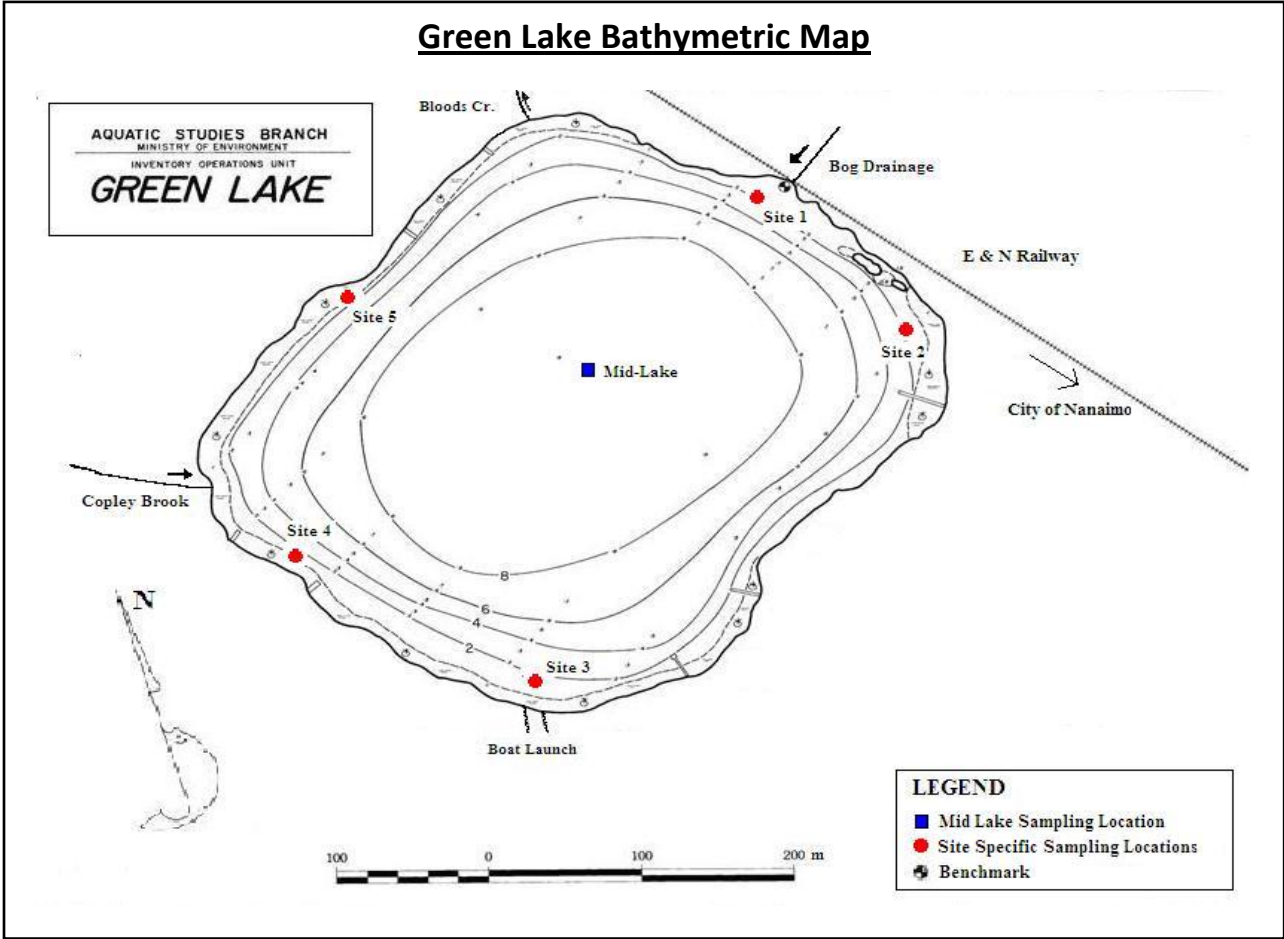 Green Lake Bathymetric Map
AQUATIC STUDIES BRANCH
MINISTRY OF ENVIRONMENT
INVENTORY OPERATIONS UNIT
GREEN LAKE
Bloods Cr.
Bog Drainage
Site 1
E & N Railway
Site 5
Site 2
Mid-Lake
City of Nanaimo
Copley Brook
Site 4
8
6
4
2
N
Site 3
Boat Launch
LEGEND
Mid Lake Sampling Location
Site Specific Sampling Locations
Benchmark
100 0 100 200 m